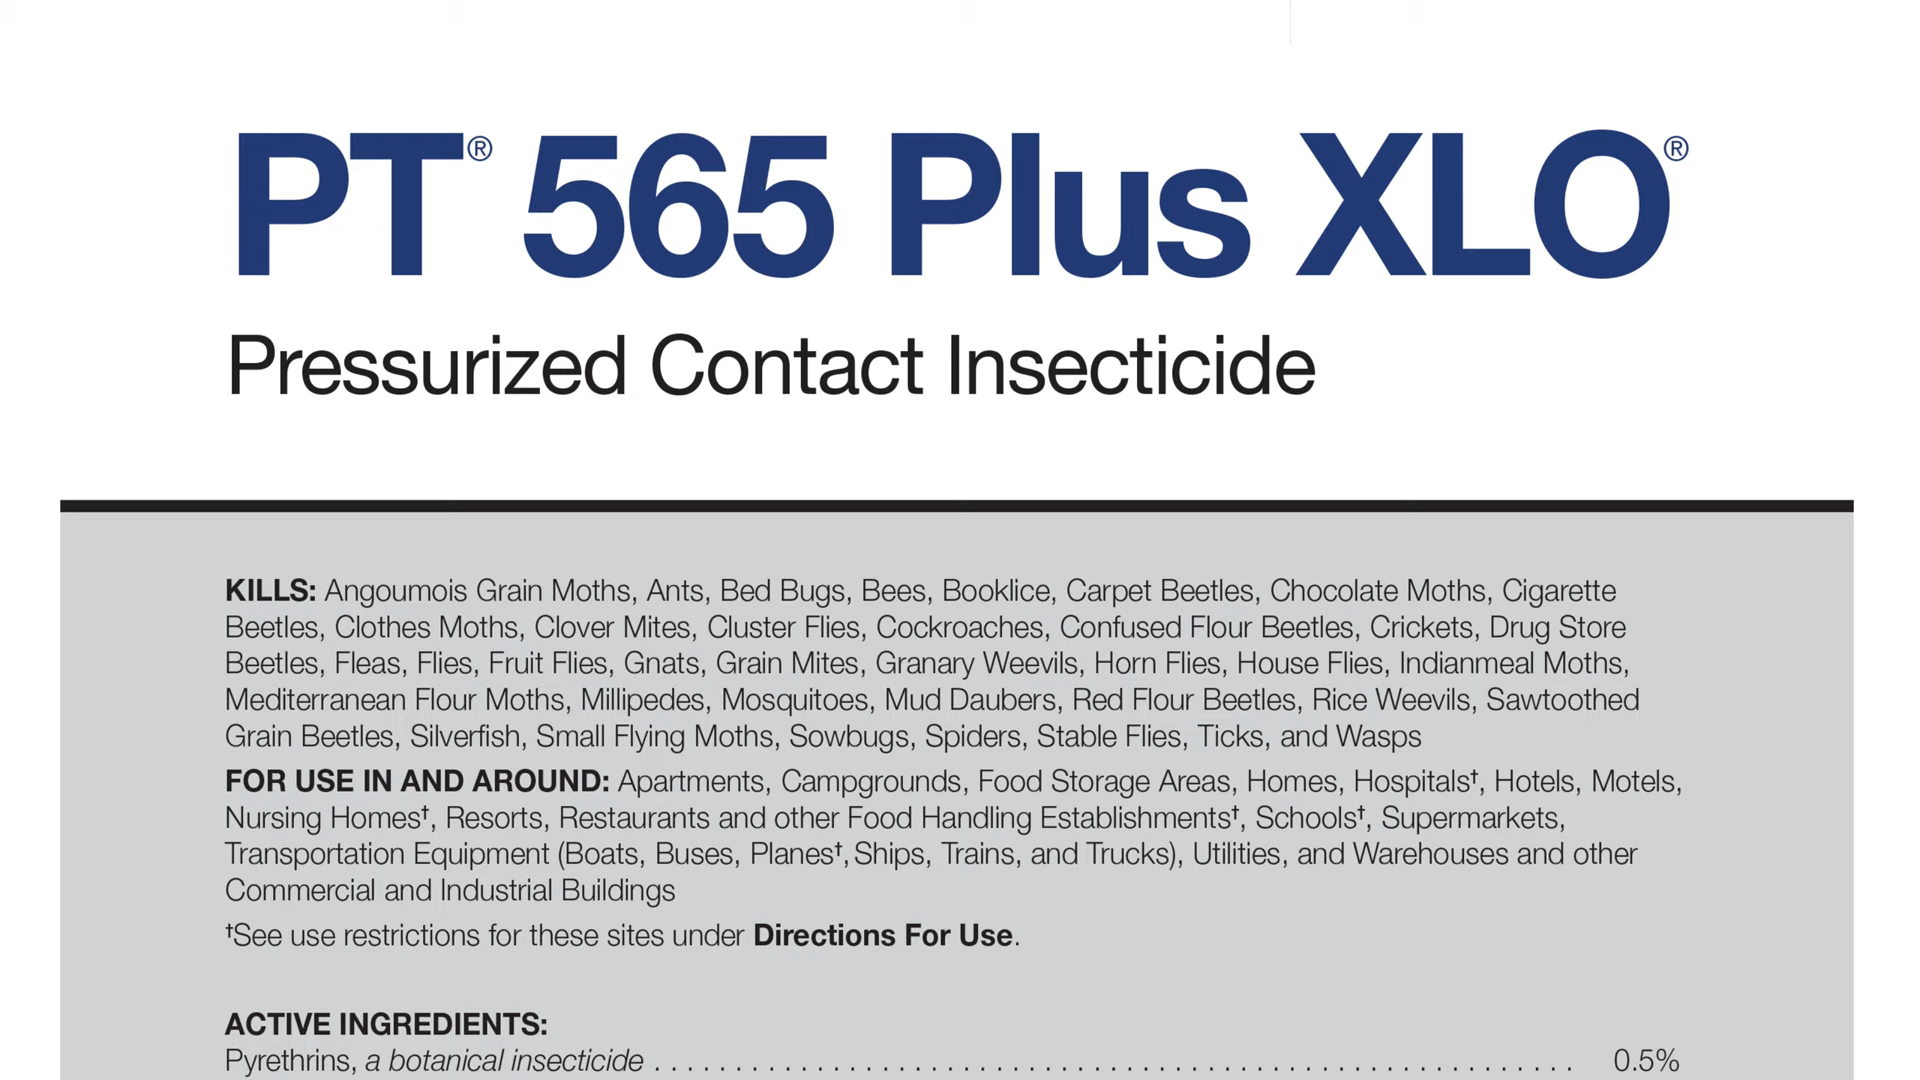 PT® 565 Plus XLO®
Pressurized Contact Insecticide
KILLS: Angoumois Grain Moths, Ants, Bed Bugs, Bees, Booklice, Carpet Beetles, Chocolate Moths, Cigarette
Beetles, Clothes Moths, Clover Mites, Cluster Flies, Cockroaches, Confused Flour Beetles, Crickets, Drug Store
Beetles, Fleas, Flies, Fruit Flies, Gnats, Grain Mites, Granary Weevils, Horn Flies, House Flies, Indianmeal Moths,
Mediterranean Flour Moths, Millipedes, Mosquitoes, Mud Daubers, Red Flour Beetles, Rice Weevils, Sawtoothed
Grain Beetles, Silverfish, Small Flying Moths, Sowbugs, Spiders, Stable Flies, Ticks, and Wasps
FOR USE IN AND AROUND: Apartments, Campgrounds, Food Storage Areas, Homes, Hospitals†, Hotels, Motels,
Nursing Homes†, Resorts, Restaurants and other Food Handling Establishments†, Schools†, Supermarkets,
Transportation Equipment (Boats, Buses, Planes†, Ships, Trains, and Trucks), Utilities, and Warehouses and other
Commercial and Industrial Buildings
†See use restrictions for these sites under Directions For Use.
ACTIVE INGREDIENTS:
Pyrethrins, a botanical insecticide . . . . . . . . . . . . . . . . . . . . . . . . . . . . . . . . . . . . . . . . . . . . . . . . . . . . . . . . . . 0.5%